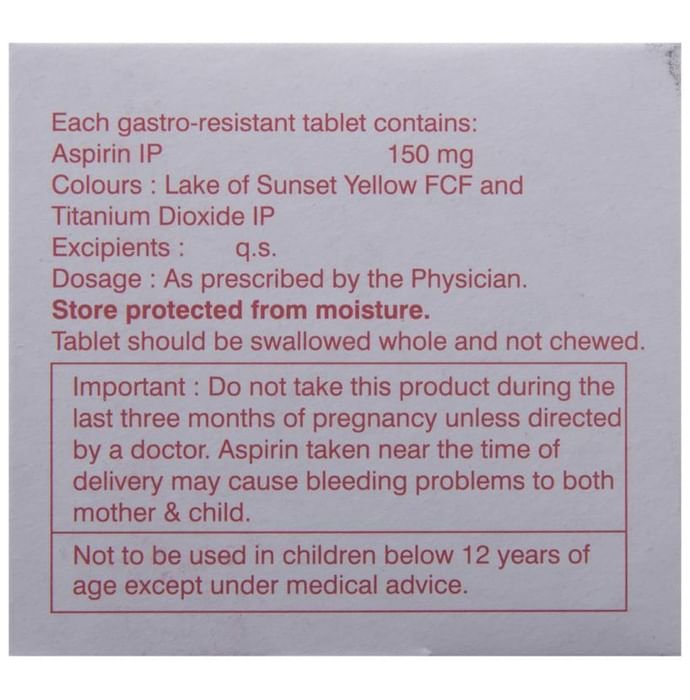 Each gastro-resistant tablet contains:
Aspirin IP 150 mg
Colours : Lake of Sunset Yellow FCF and
Titanium Dioxide IP
Excipients : q.s.
Dosage : As prescribed by the Physician.
Store protected from moisture.
Tablet should be swallowed whole and not chewed.
Important : Do not take this product during the
last three months of pregnancy unless directed
by a doctor. Aspirin taken near the time of
delivery may cause bleeding problems to both
mother & child.
Not to be used in children below 12 years of
age except under medical advice.